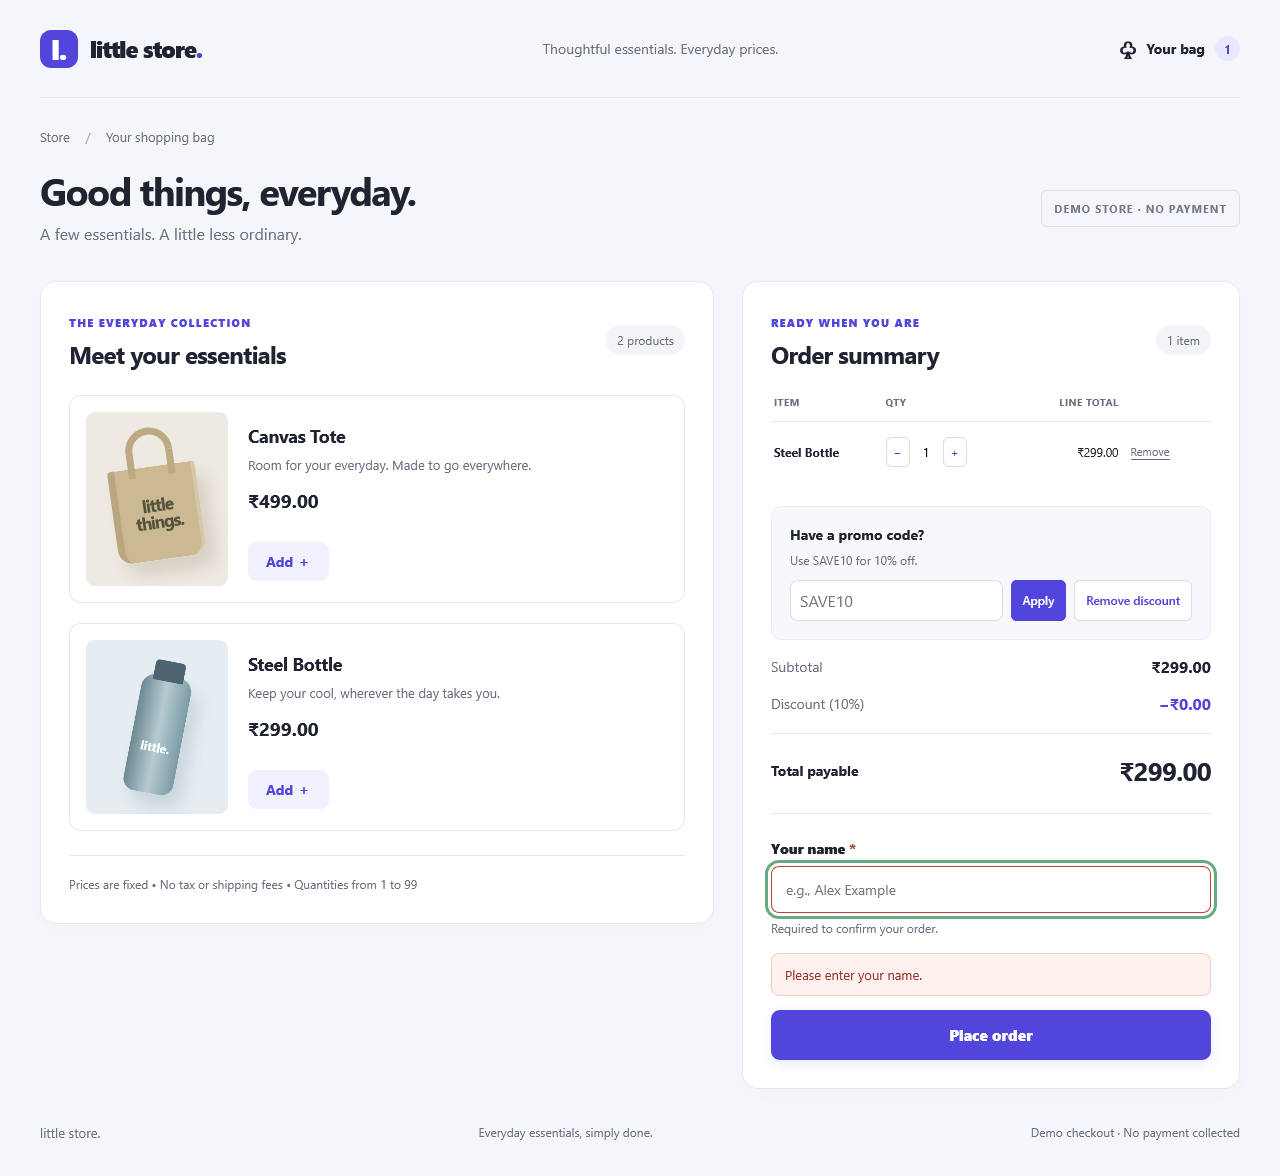 l.
little store.
Thoughtful essentials. Everyday prices.
Your bag 1
Store / Your shopping bag
Good things, everyday.
A few essentials. A little less ordinary.
DEMO STORE · NO PAYMENT
THE EVERYDAY COLLECTION
Meet your essentials
2 products
little
things.
Canvas Tote
Room for your everyday. Made to go everywhere.
₹499.00
Add +
little.
Steel Bottle
Keep your cool, wherever the day takes you.
₹299.00
Add +
Prices are fixed • No tax or shipping fees • Quantities from 1 to 99
READY WHEN YOU ARE
Order summary
1 item
ITEM QTY LINE TOTAL
Steel Bottle − 1 + ₹299.00 Remove
Have a promo code?
Use SAVE10 for 10% off.
SAVE10 Apply Remove discount
Subtotal ₹299.00
Discount (10%) −₹0.00
Total payable ₹299.00
Your name *
e.g., Alex Example
Required to confirm your order.
Please enter your name.
Place order
little store.
Everyday essentials, simply done.
Demo checkout · No payment collected